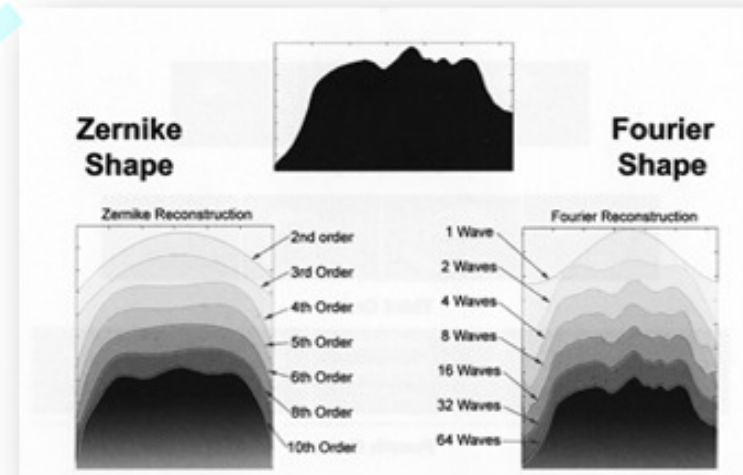 Zernike
Shape
Fourier
Shape
Zernike Reconstruction
2nd order
3rd Order
4th Order
5th Order
6th Order
8th Order
10th Order
Fourier Reconstruction
1 Wave
2 Waves
4 Waves
8 Waves
16 Waves
32 Waves
64 Waves